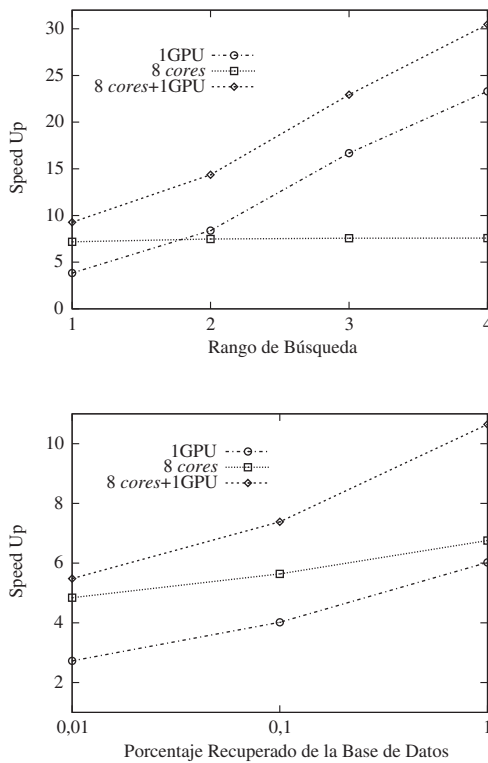 30
25
20
15
10
5
0
Speed Up
1GPU
8 cores
8 cores+1GPU
1 2 3 4
Rango de Búsqueda
10
8
6
4
2
Speed Up
1GPU
8 cores
8 cores+1GPU
0,01 0,1 1
Porcentaje Recuperado de la Base de Datos